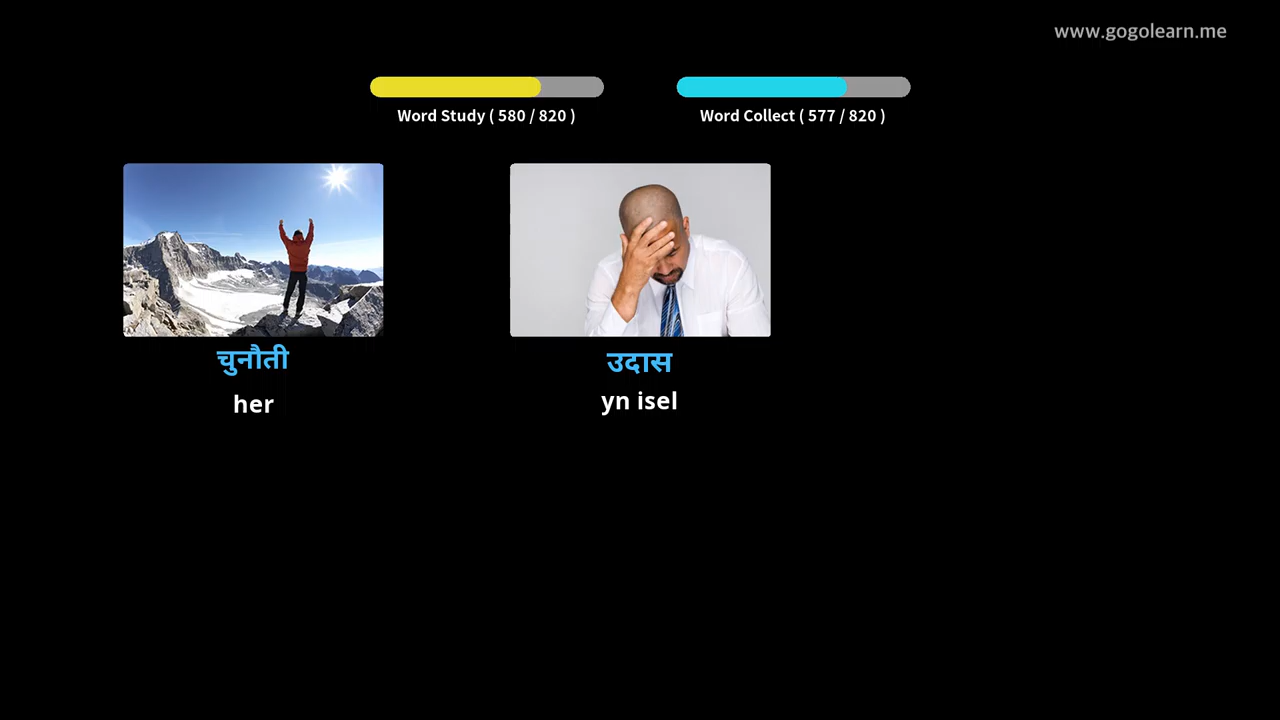 www.gogolearn.me
Word Study ( 580 / 820 )
Word Collect ( 577 / 820 )
चुनौती
her
उदास
yn isel